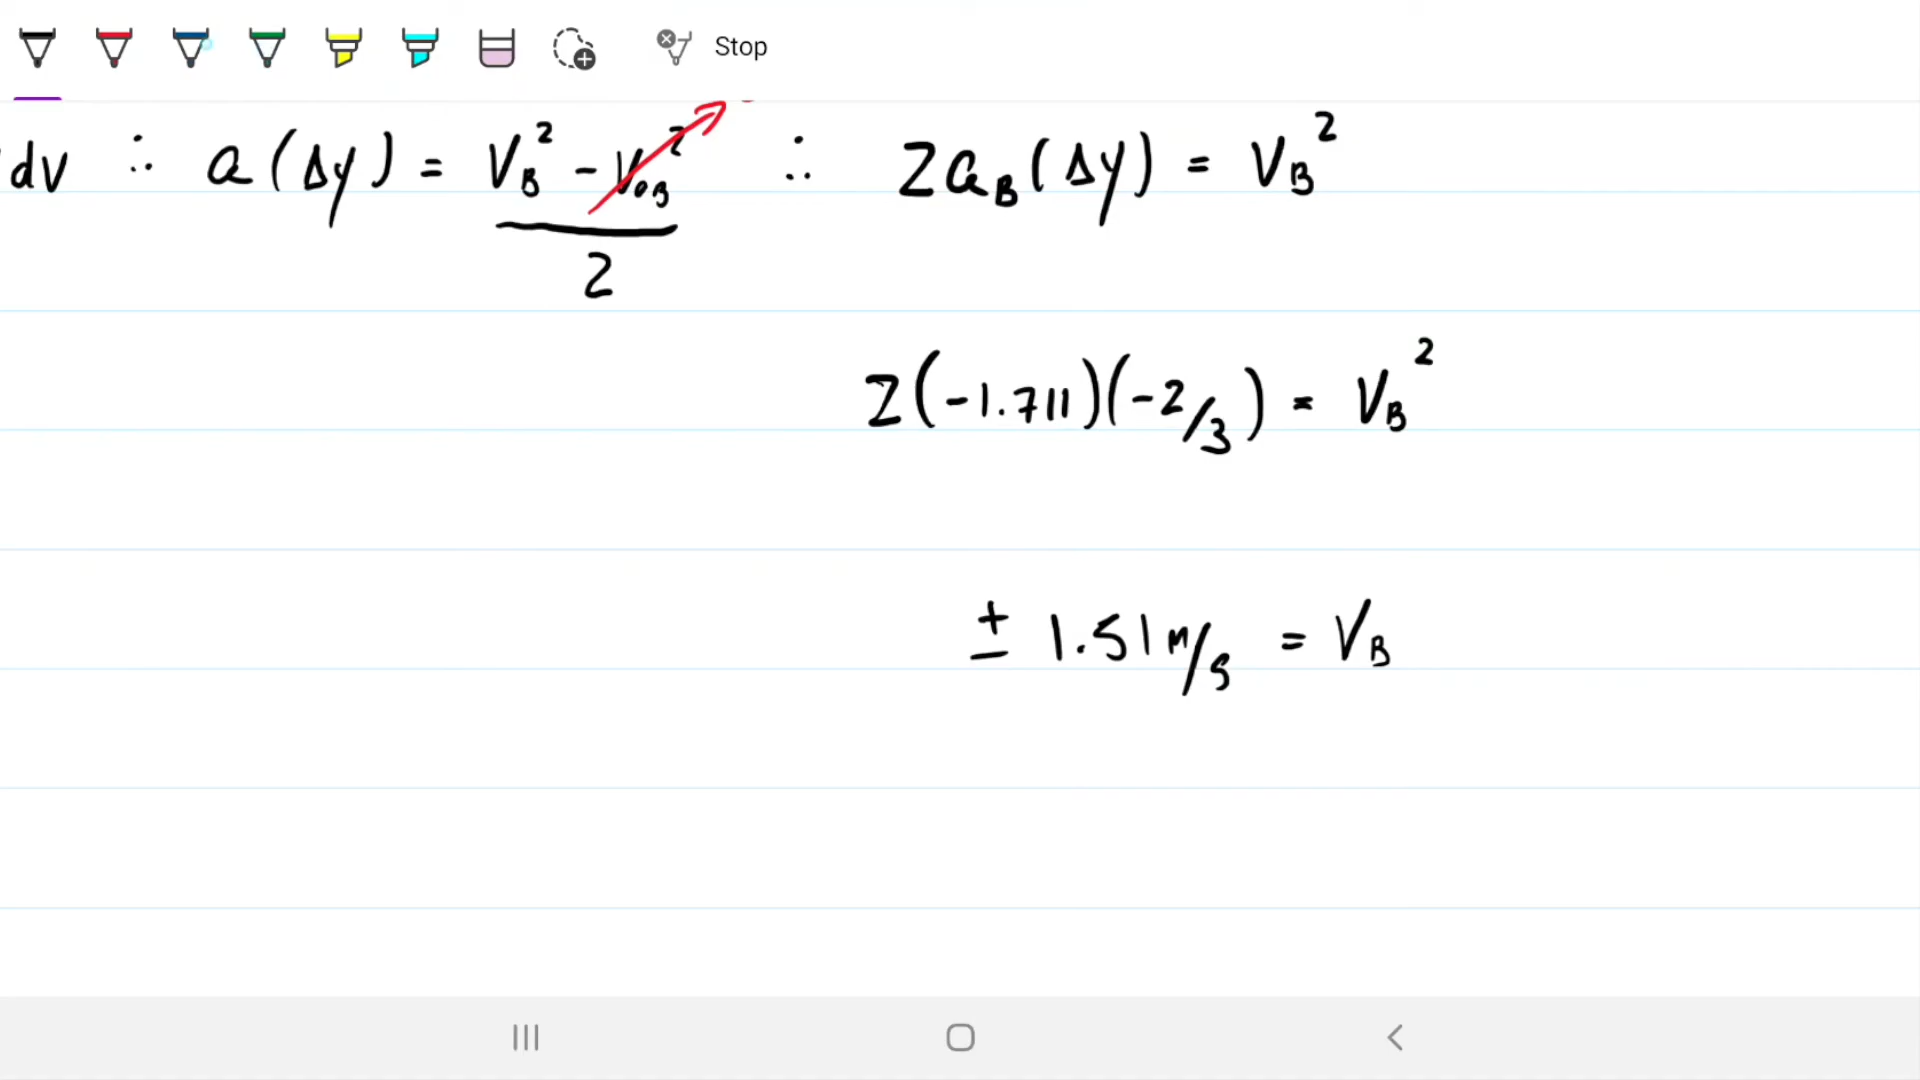 Stop
dv ∴ a(Δy) = (V_B² - V_0B²)/2 ∴ 2a_B(Δy) = V_B²
2(-1.711)(-2/3) = V_B²
± 1.51 m/s = V_B